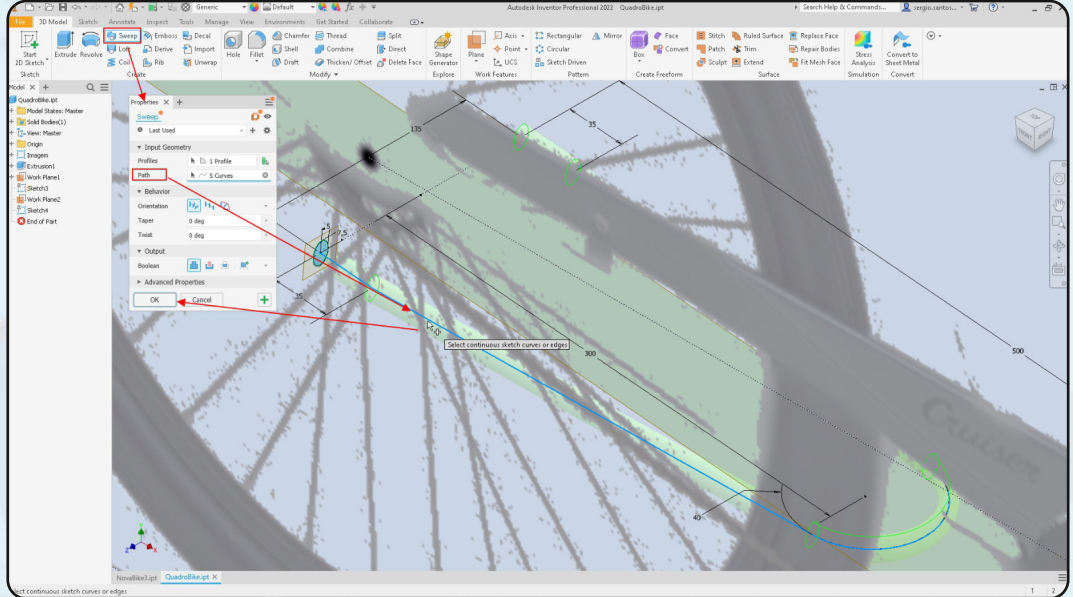 Generic
Default
Autodesk Inventor Professional 2022 QuadroBike.ipt
Search Help & Commands...
sergio.santos...
File 3D Model Sketch Annotate Inspect Tools Manage View Environments Get Started Collaborate
Start
2D Sketch
Extrude Revolve
Sweep Emboss Decal
Loft Derive Import
Coil Rib Unwrap
Hole Fillet
Chamfer Thread Split
Shell Combine Direct
Draft Thicken/ Offset Delete Face
Shape
Generator
Plane
Axis
Point
UCS
Rectangular Mirror
Circular
Sketch Driven
Box
Face
Convert
Stitch Ruled Surface Replace Face
Patch Trim Repair Bodies
Sculpt Extend Fit Mesh Face
Stress
Analysis
Convert to
Sheet Metal
Sketch Create Modify Explore Work Features Pattern Create Freeform Surface Simulation Convert
Model
QuadroBike.ipt
Model States: Master
Solid Bodies(1)
View: Master
Origin
Imagem
Extrusion1
Work Plane1
Sketch3
Work Plane2
Sketch4
End of Part
Properties
Sweep
Last Used
Input Geometry
Profiles 1 Profile
Path 5 Curves
Behavior
Orientation
Taper 0 deg
Twist 0 deg
Output
Boolean
Advanced Properties
OK Cancel
135
35
5
7,5
35
Select continuous sketch curves or edges
300
500
40
Cruiser
FRONT RIGHT
NovaBike3.ipt QuadroBike.ipt
Select continuous sketch curves or edges
1 2